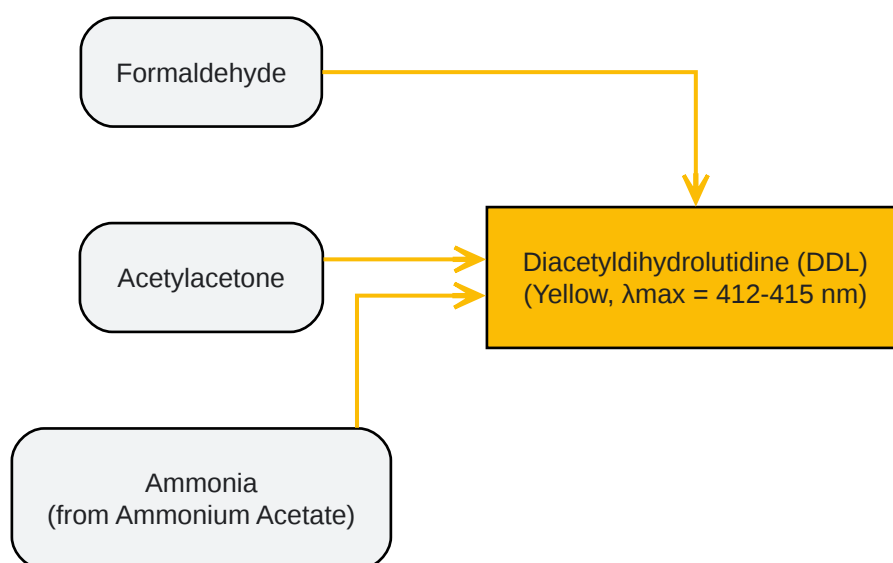 Formaldehyde
Acetylacetone
Diacetyldihydrolutidine (DDL)
(Yellow, λmax = 412-415 nm)
Ammonia
(from Ammonium Acetate)